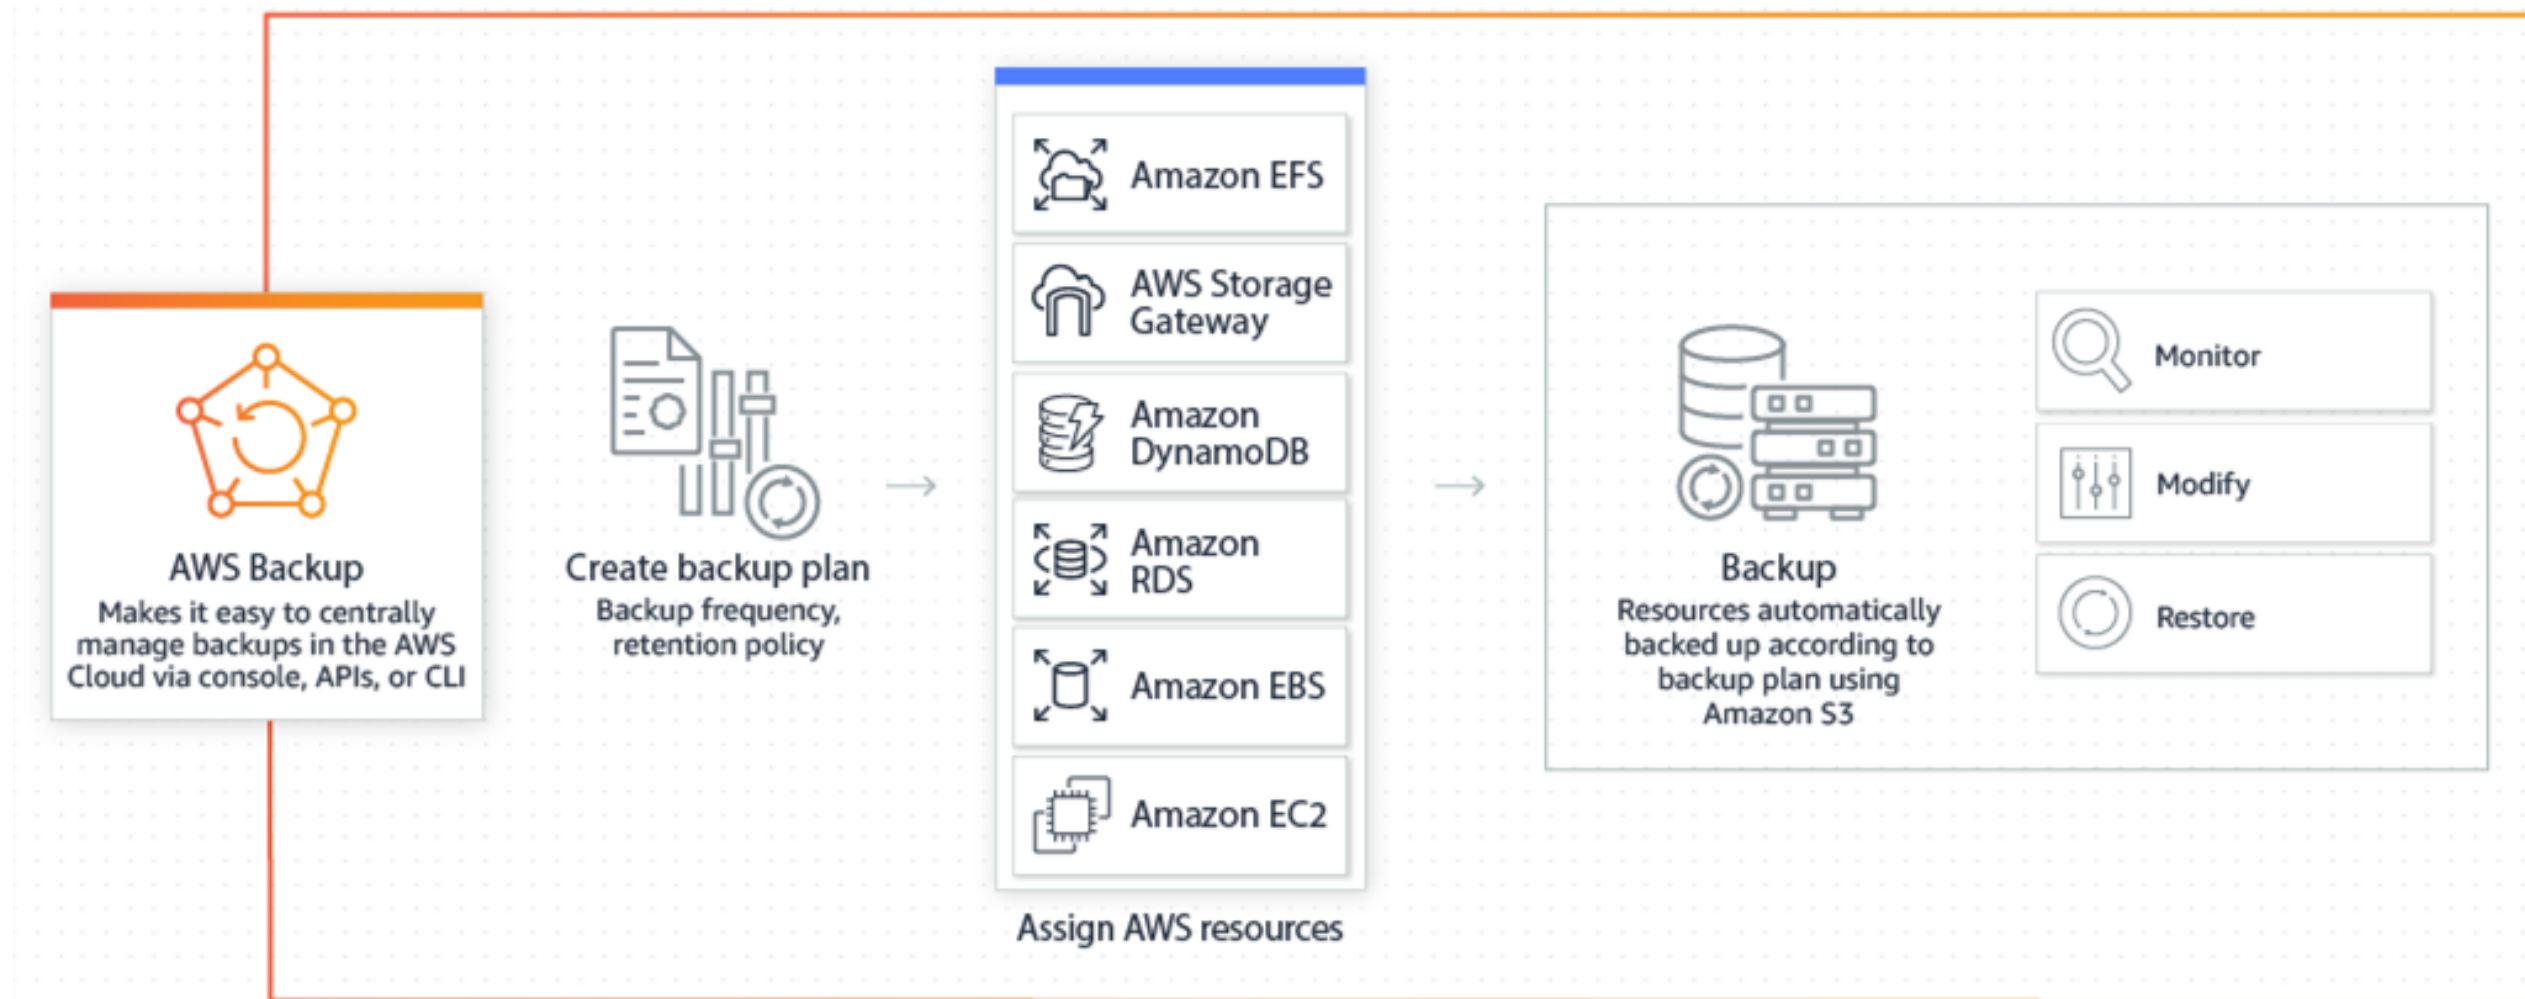 AWS Backup
Makes it easy to centrally
manage backups in the AWS
Cloud via console, APIs, or CLI
Create backup plan
Backup frequency,
retention policy
Amazon EFS
AWS Storage
Gateway
Amazon
DynamoDB
Amazon
RDS
Amazon EBS
Amazon EC2
Assign AWS resources
Backup
Resources automatically
backed up according to
backup plan using
Amazon S3
Monitor
Modify
Restore